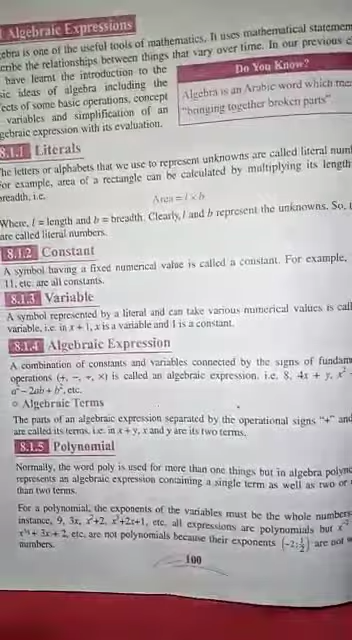 Algebraic Expressions
ebra is one of the useful tools of mathematics. It uses mathematical statemen
cribe the relationships between things that vary over time. In our previous c
have learnt the introduction to the
sic ideas of algebra including the
ects of some basic operations, concept
variables and simplification of an
gebraic expression with its evaluation.
Do You Know?
Algebra is an Arabic word which me
"bringing together broken parts".
8.1.1 Literals
The letters or alphabets that we use to represent unknowns are called literal num
For example, area of a rectangle can be calculated by multiplying its length
breadth, i.e.
Area = l × b
Where, l = length and b = breadth. Clearly, l and b represent the unknowns. So,
are called literal numbers.
8.1.2 Constant
A symbol having a fixed numerical value is called a constant. For example,
11, etc. are all constants.
8.1.3 Variable
A symbol represented by a literal and can take various numerical values is call
variable, i.e. in x + 1, x is a variable and 1 is a constant.
8.1.4 Algebraic Expression
A combination of constants and variables connected by the signs of fundam
operations (+, −, ÷, ×) is called an algebraic expression. i.e. 8, 4x + y, x²
a² − 2ab + b², etc.
○ Algebraic Terms
The parts of an algebraic expression separated by the operational signs "+" and
are called its terms, i.e. in x + y, x and y are its two terms.
8.1.5 Polynomial
Normally, the word poly is used for more than one things but in algebra polyno
represents an algebraic expression containing a single term as well as two or
than two terms.
For a polynomial, the exponents of the variables must be the whole numbers
instance, 9, 3x, x²+2, x³+2x+1, etc. all expressions are polynomials but x⁻²
+ 3x + 2, etc. are not polynomials because their exponents (−2, ½) are not w
numbers.
100